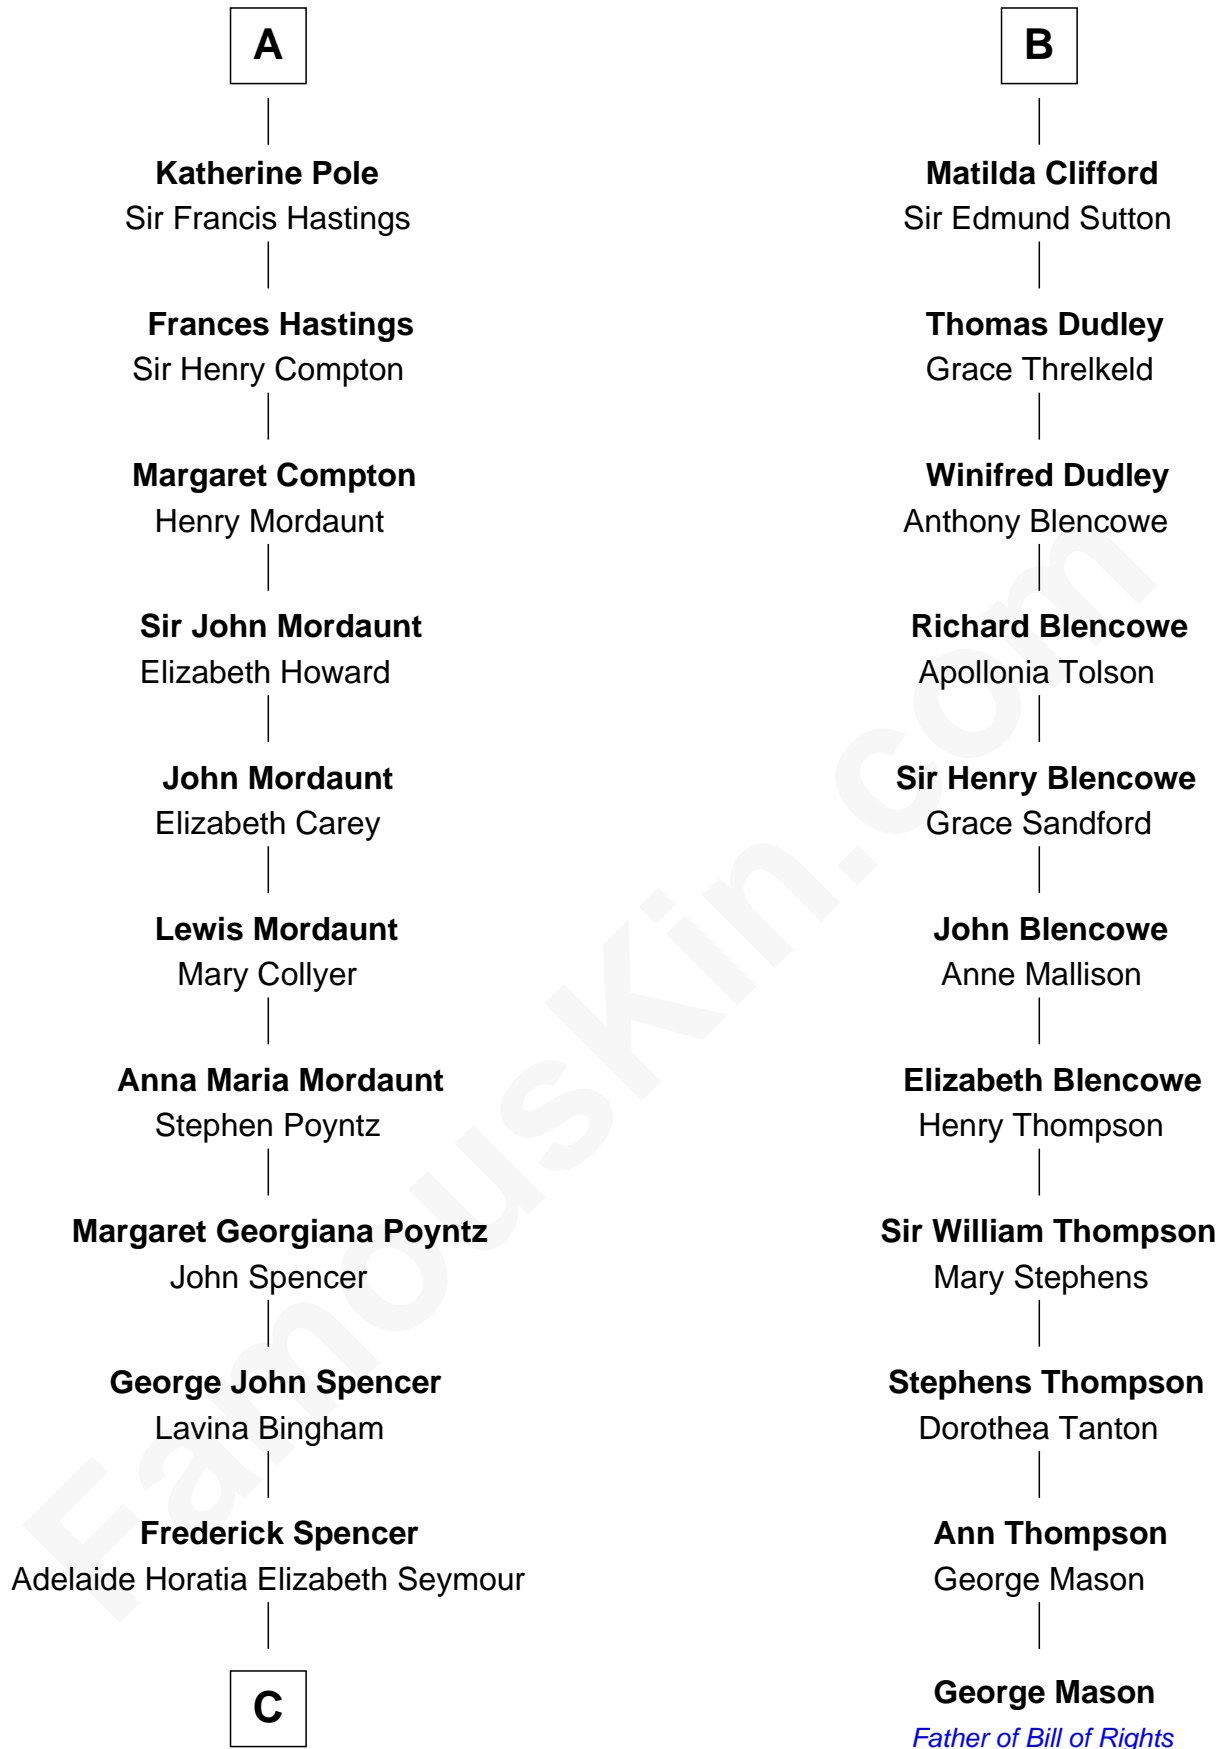 A
Katherine Pole
Sir Francis Hastings
Frances Hastings
Sir Henry Compton
Margaret Compton
Henry Mordaunt
Sir John Mordaunt
Elizabeth Howard
John Mordaunt
Elizabeth Carey
Lewis Mordaunt
Mary Collyer
Anna Maria Mordaunt
Stephen Poyntz
Margaret Georgiana Poyntz
John Spencer
George John Spencer
Lavina Bingham
Frederick Spencer
Adelaide Horatia Elizabeth Seymour
C
B
Matilda Clifford
Sir Edmund Sutton
Thomas Dudley
Grace Threlkeld
Winifred Dudley
Anthony Blencowe
Richard Blencowe
Apollonia Tolson
Sir Henry Blencowe
Grace Sandford
John Blencowe
Anne Mallison
Elizabeth Blencowe
Henry Thompson
Sir William Thompson
Mary Stephens
Stephens Thompson
Dorothea Tanton
Ann Thompson
George Mason
George Mason
Father of Bill of Rights
FamousKin.com